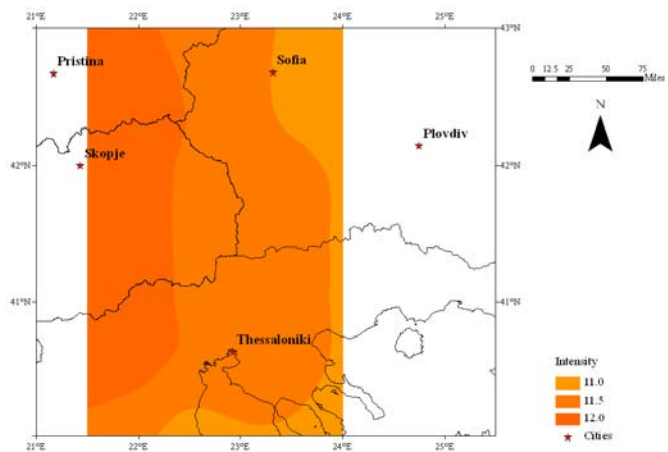 21°E 22°E 23°E 24°E 25°E
43°N 43°N
Pristina Sofia
0 12.5 25 50 75
Miles
N
Plovdiv
42°N 42°N
Skopje
41°N 41°N
Thessaloniki
Intensity
11.0
11.5
12.0
Cities
21°E 22°E 23°E 24°E 25°E